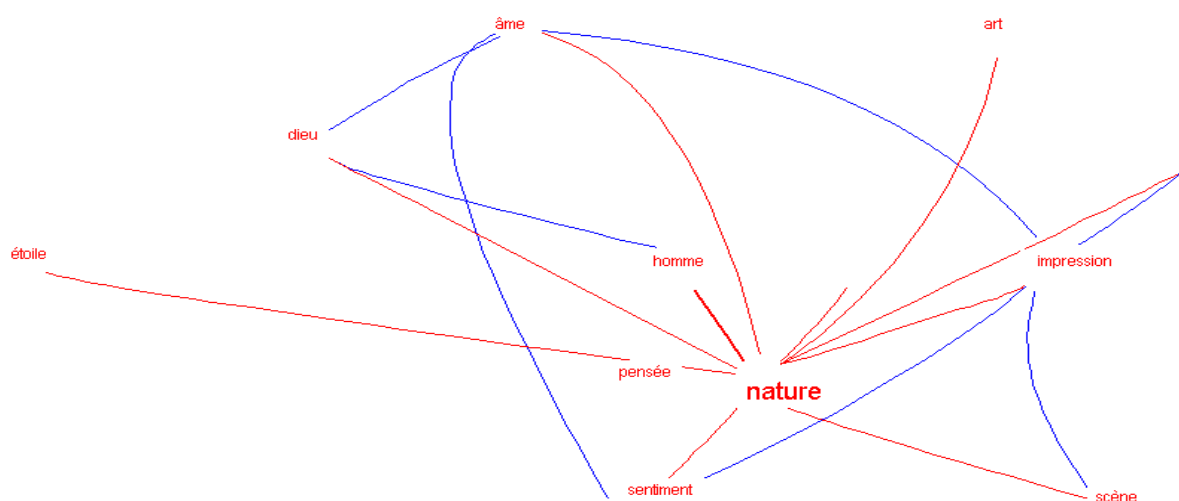 âme
art
dieu
étoile
homme
impression
pensée
nature
sentiment
scène